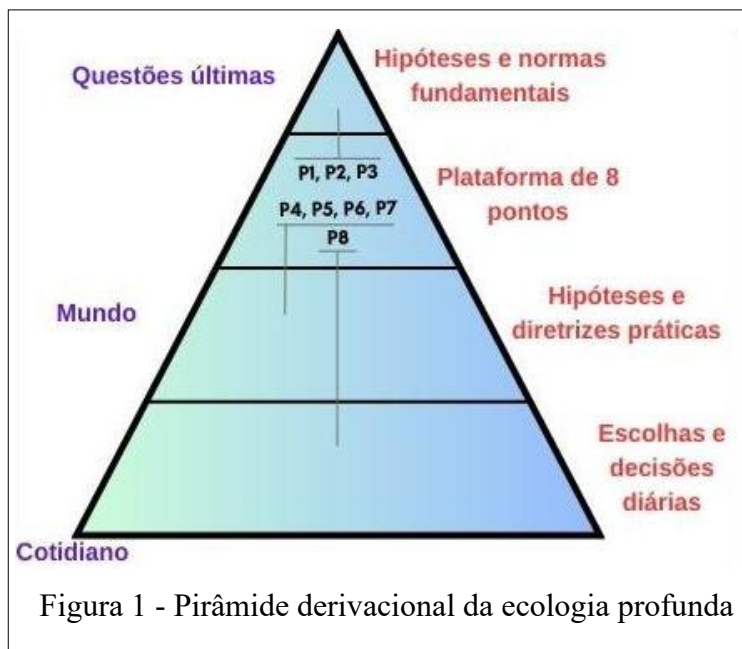 Questões últimas
Hipóteses e normas
fundamentais
P1, P2, P3
P4, P5, P6, P7
P8
Plataforma de 8
pontos
Mundo
Hipóteses e
diretrizes práticas
Escolhas e
decisões
diárias
Cotidiano
Figura 1 - Pirâmide derivacional da ecologia profunda